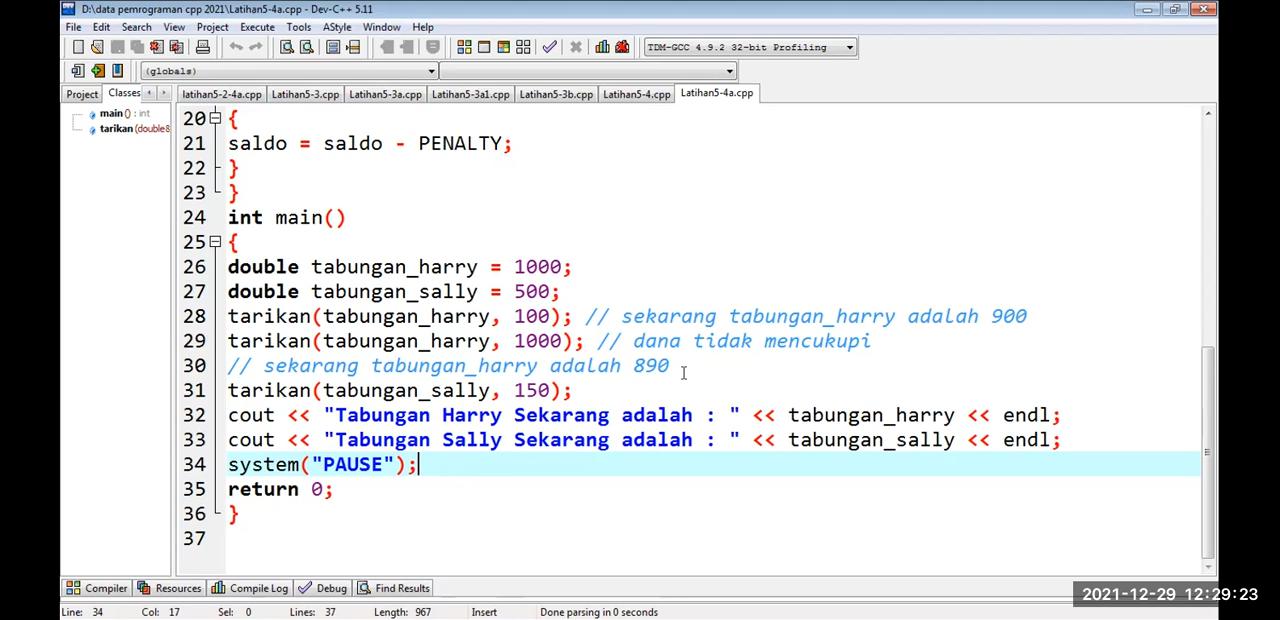 D:\data pemrograman cpp 2021\Latihan5-4a.cpp - Dev-C++ 5.11
File Edit Search View Project Execute Tools AStyle Window Help
TDM-GCC 4.9.2 32-bit Profiling
(globals)
Project Classes latihan5-2-4a.cpp Latihan5-3.cpp Latihan5-3a.cpp Latihan5-3a1.cpp Latihan5-3b.cpp Latihan5-4.cpp Latihan5-4a.cpp
main() : int
tarikan (double&
20 {
21 saldo = saldo - PENALTY;
22 }
23 }
24 int main()
25 {
26 double tabungan_harry = 1000;
27 double tabungan_sally = 500;
28 tarikan(tabungan_harry, 100); // sekarang tabungan_harry adalah 900
29 tarikan(tabungan_harry, 1000); // dana tidak mencukupi
30 // sekarang tabungan_harry adalah 890
31 tarikan(tabungan_sally, 150);
32 cout << "Tabungan Harry Sekarang adalah : " << tabungan_harry << endl;
33 cout << "Tabungan Sally Sekarang adalah : " << tabungan_sally << endl;
34 system("PAUSE");
35 return 0;
36 }
37
Compiler Resources Compile Log Debug Find Results
2021-12-29 12:29:23
Line: 34 Col: 17 Sel: 0 Lines: 37 Length: 967 Insert Done parsing in 0 seconds